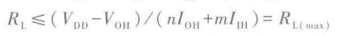 R_L ≤ (V_DD − V_OH) / (nI_OH + mI_IH) = R_L(max)